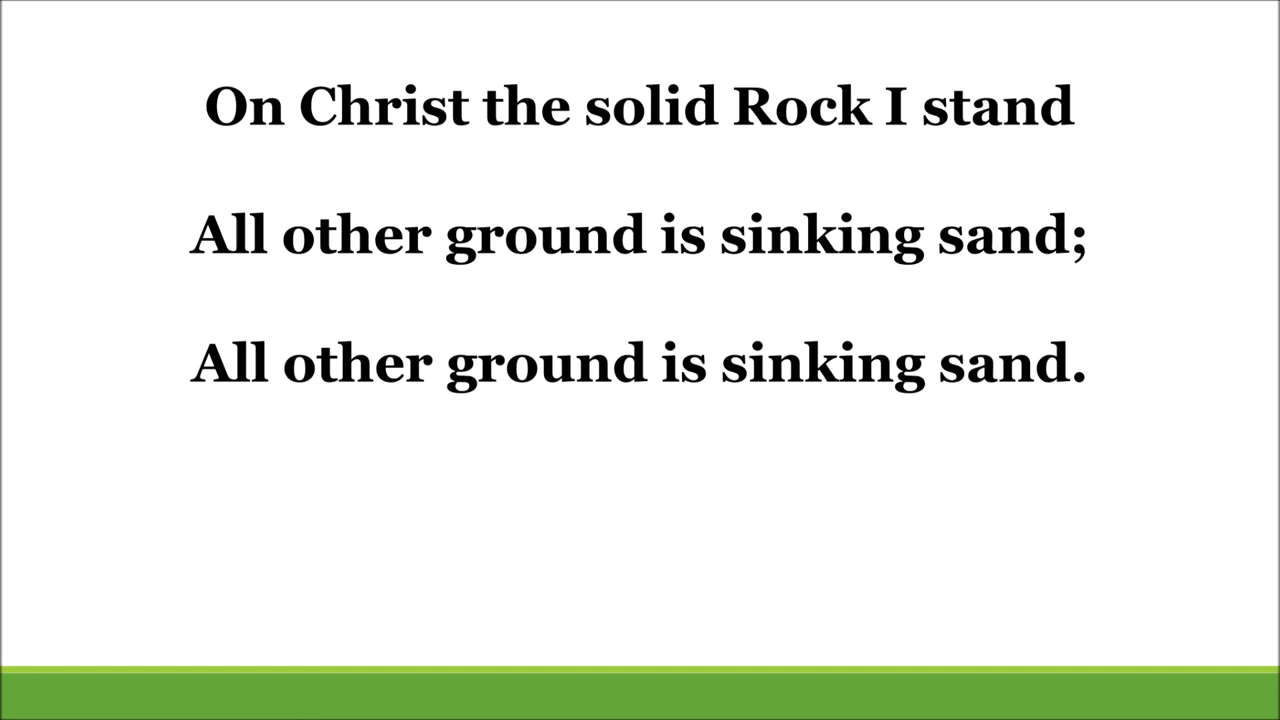 On Christ the solid Rock I stand
All other ground is sinking sand;
All other ground is sinking sand.